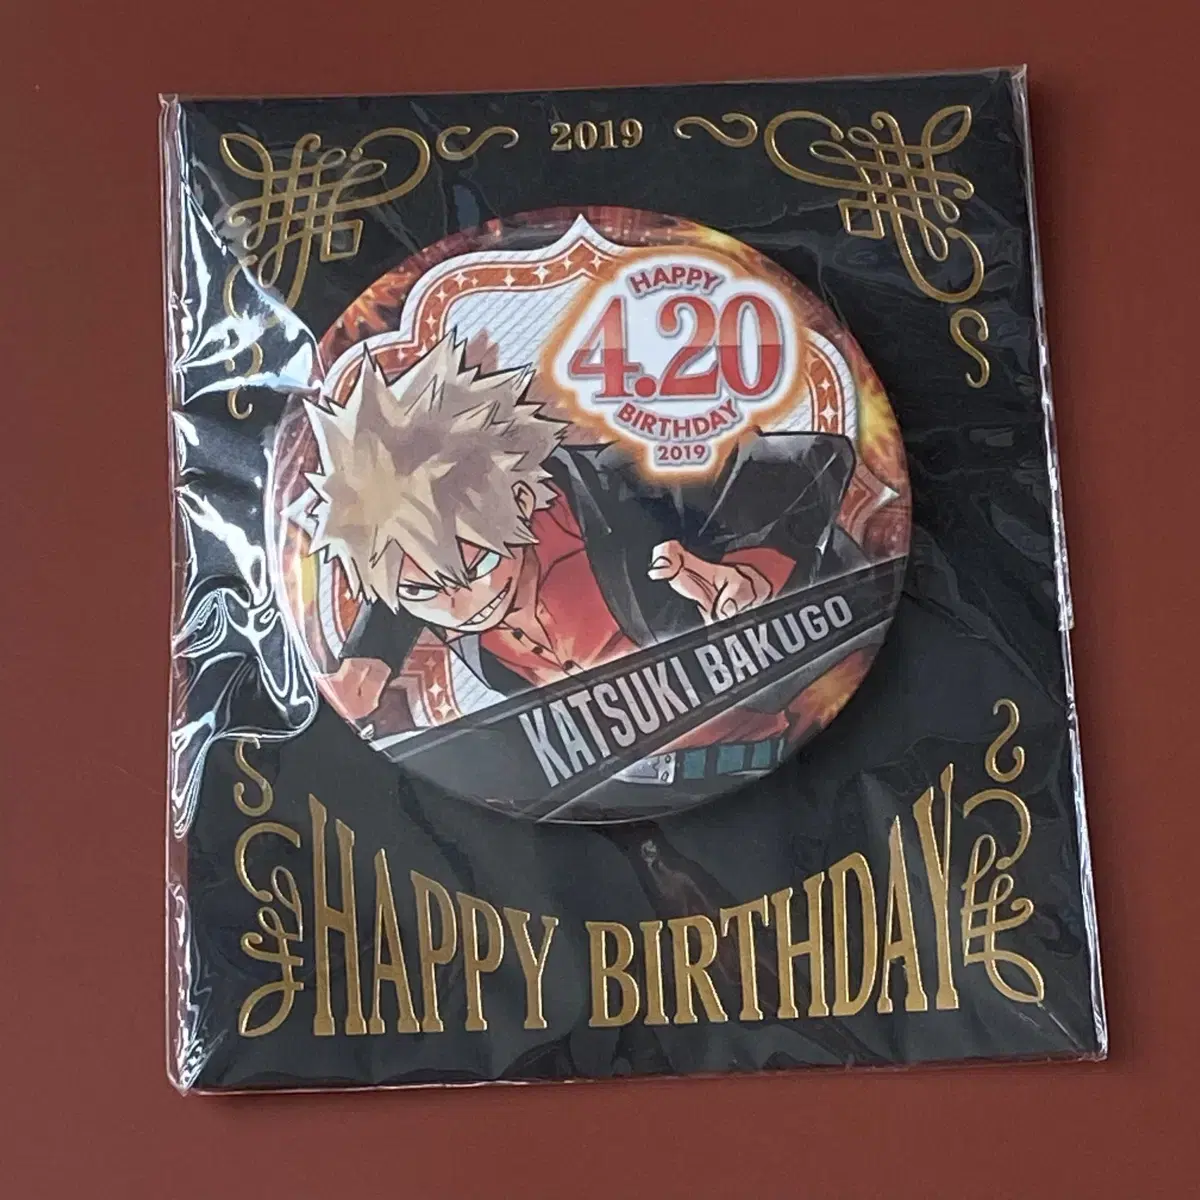 2019
HAPPY
4.20
BIRTHDAY
2019
KATSUKI BAKUGO
HAPPY BIRTHDAY